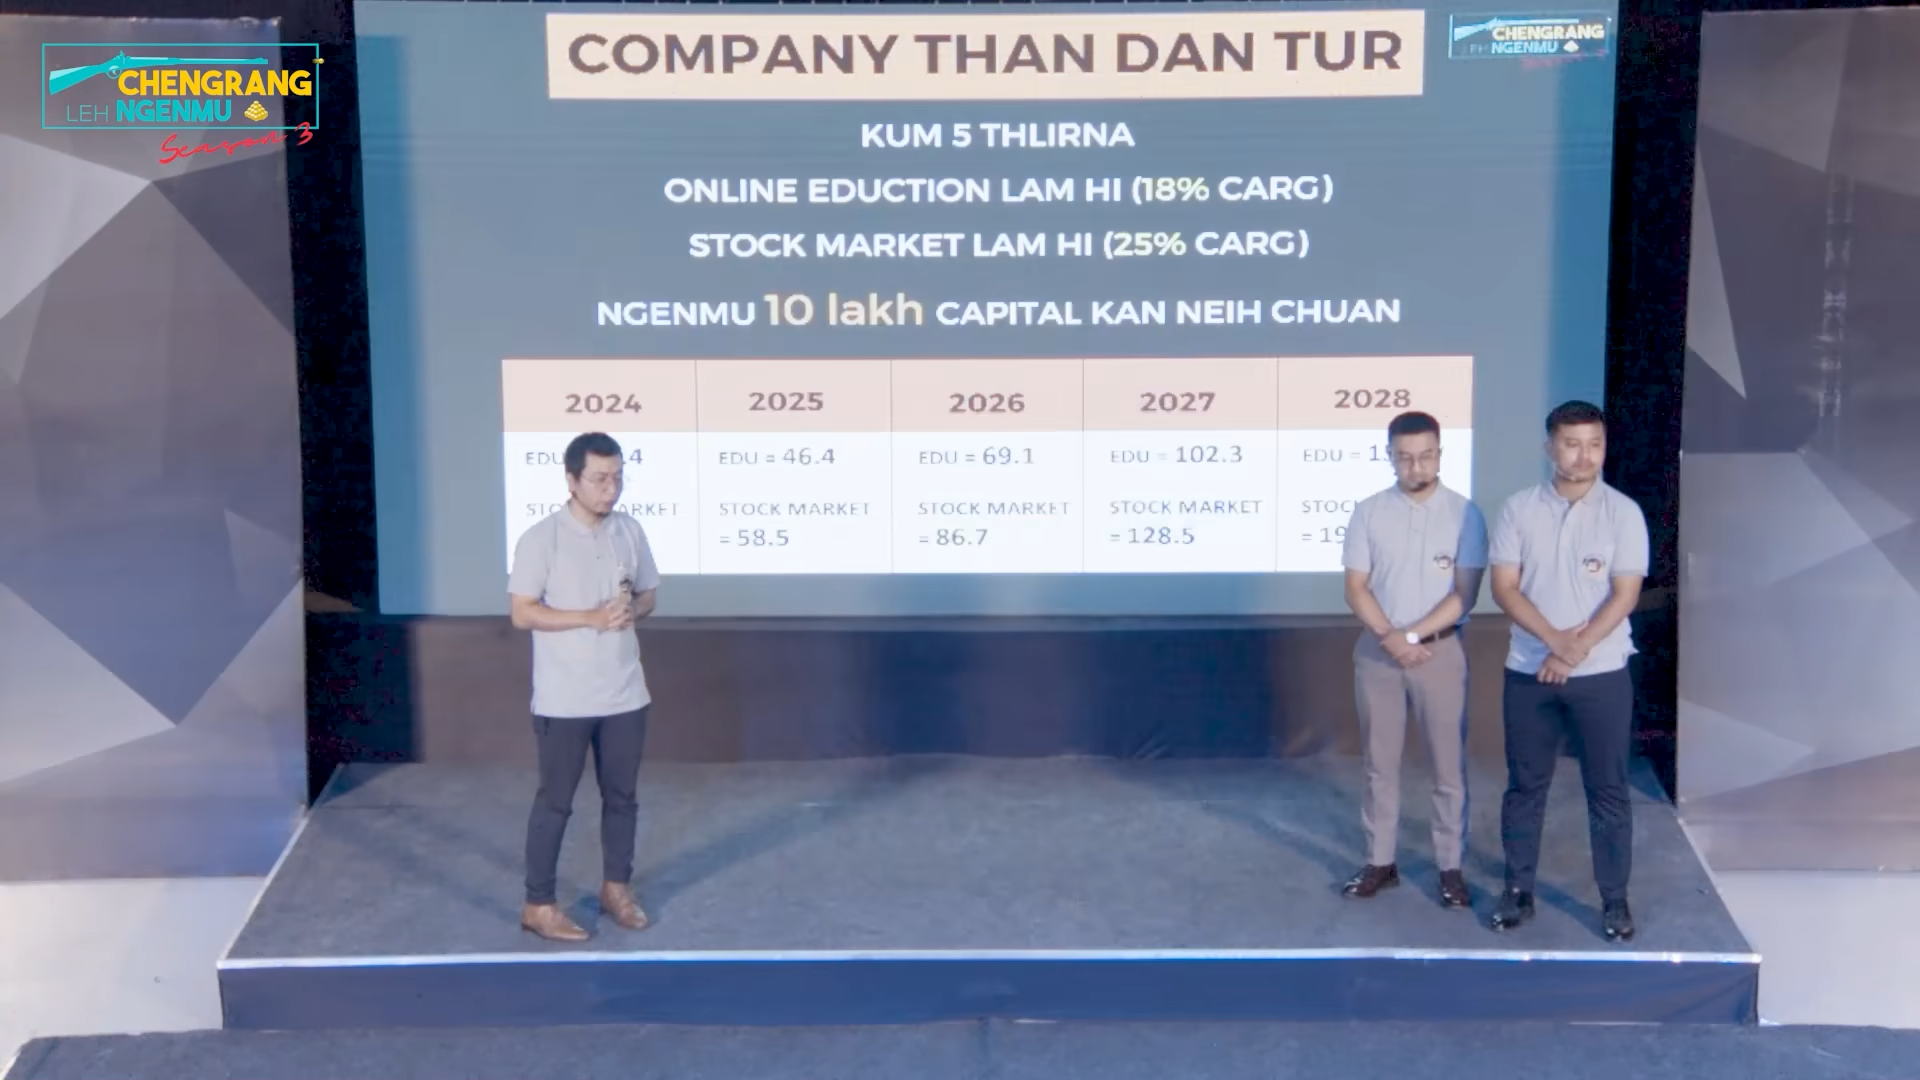 CHENGRANG
LEH NGENMU
Season 3
COMPANY THAN DAN TUR
CHENGRANG
LEH NGENMU
KUM 5 THLIRNA
ONLINE EDUCTION LAM HI (18% CARG)
STOCK MARKET LAM HI (25% CARG)
NGENMU 10 lakh CAPITAL KAN NEIH CHUAN
2024 2025 2026 2027 2028
EDU = 46.4 EDU = 69.1 EDU = 102.3 EDU =
STOCK MARKET STOCK MARKET STOCK MARKET
= 58.5 = 86.7 = 128.5